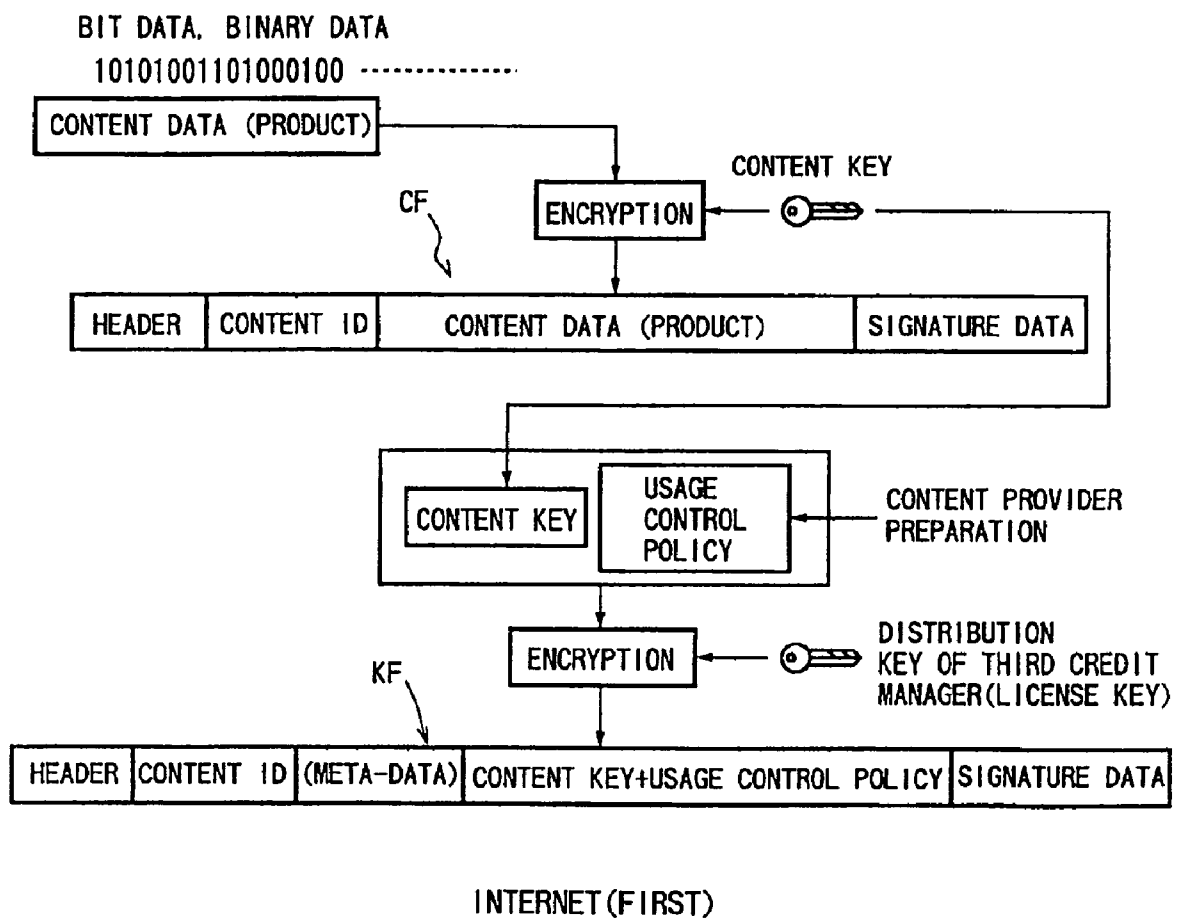 BIT DATA. BINARY DATA
10101001101000100 ----------------
CONTENT DATA (PRODUCT)
CONTENT KEY
CF
ENCRYPTION
HEADER CONTENT ID CONTENT DATA (PRODUCT) SIGNATURE DATA
CONTENT KEY
USAGE
CONTROL
POLICY
CONTENT PROVIDER
PREPARATION
ENCRYPTION
DISTRIBUTION
KEY OF THIRD CREDIT
MANAGER(LICENSE KEY)
KF
HEADER CONTENT ID (META-DATA) CONTENT KEY+USAGE CONTROL POLICY SIGNATURE DATA
INTERNET(FIRST)